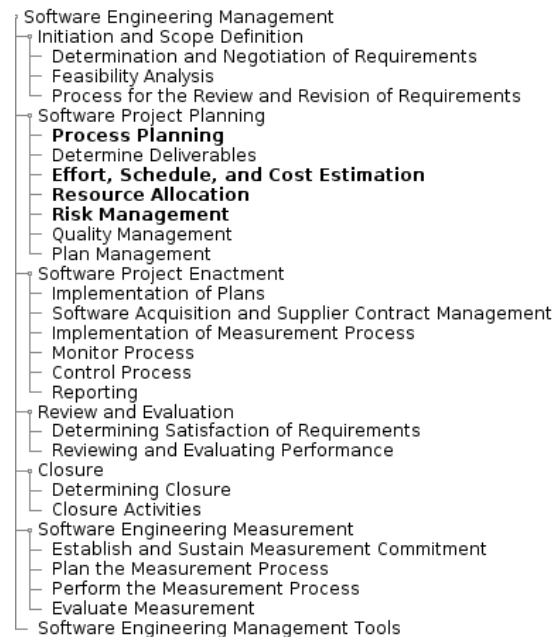 Software Engineering Management
Initiation and Scope Definition
Determination and Negotiation of Requirements
Feasibility Analysis
Process for the Review and Revision of Requirements
Software Project Planning
Process Planning
Determine Deliverables
Effort, Schedule, and Cost Estimation
Resource Allocation
Risk Management
Quality Management
Plan Management
Software Project Enactment
Implementation of Plans
Software Acquisition and Supplier Contract Management
Implementation of Measurement Process
Monitor Process
Control Process
Reporting
Review and Evaluation
Determining Satisfaction of Requirements
Reviewing and Evaluating Performance
Closure
Determining Closure
Closure Activities
Software Engineering Measurement
Establish and Sustain Measurement Commitment
Plan the Measurement Process
Perform the Measurement Process
Evaluate Measurement
Software Engineering Management Tools